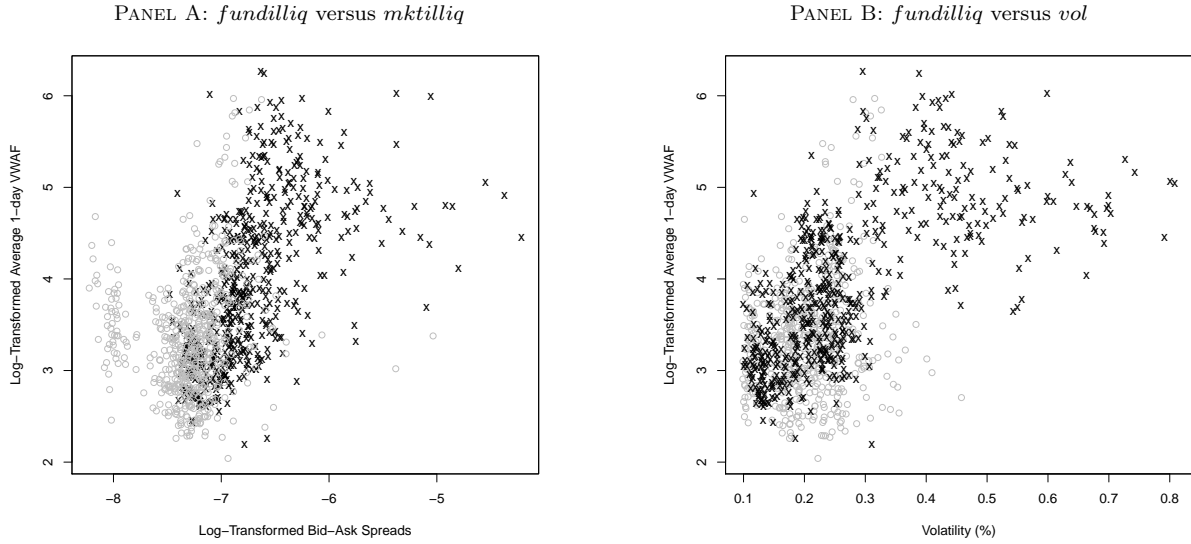 PANEL A: fundilliq versus mktilliq
Log−Transformed Average 1−day VWAF
6
5
4
3
2
−8 −7 −6 −5
Log−Transformed Bid−Ask Spreads
PANEL B: fundilliq versus vol
Log−Transformed Average 1−day VWAF
6
5
4
3
2
0.1 0.2 0.3 0.4 0.5 0.6 0.7 0.8
Volatility (%)